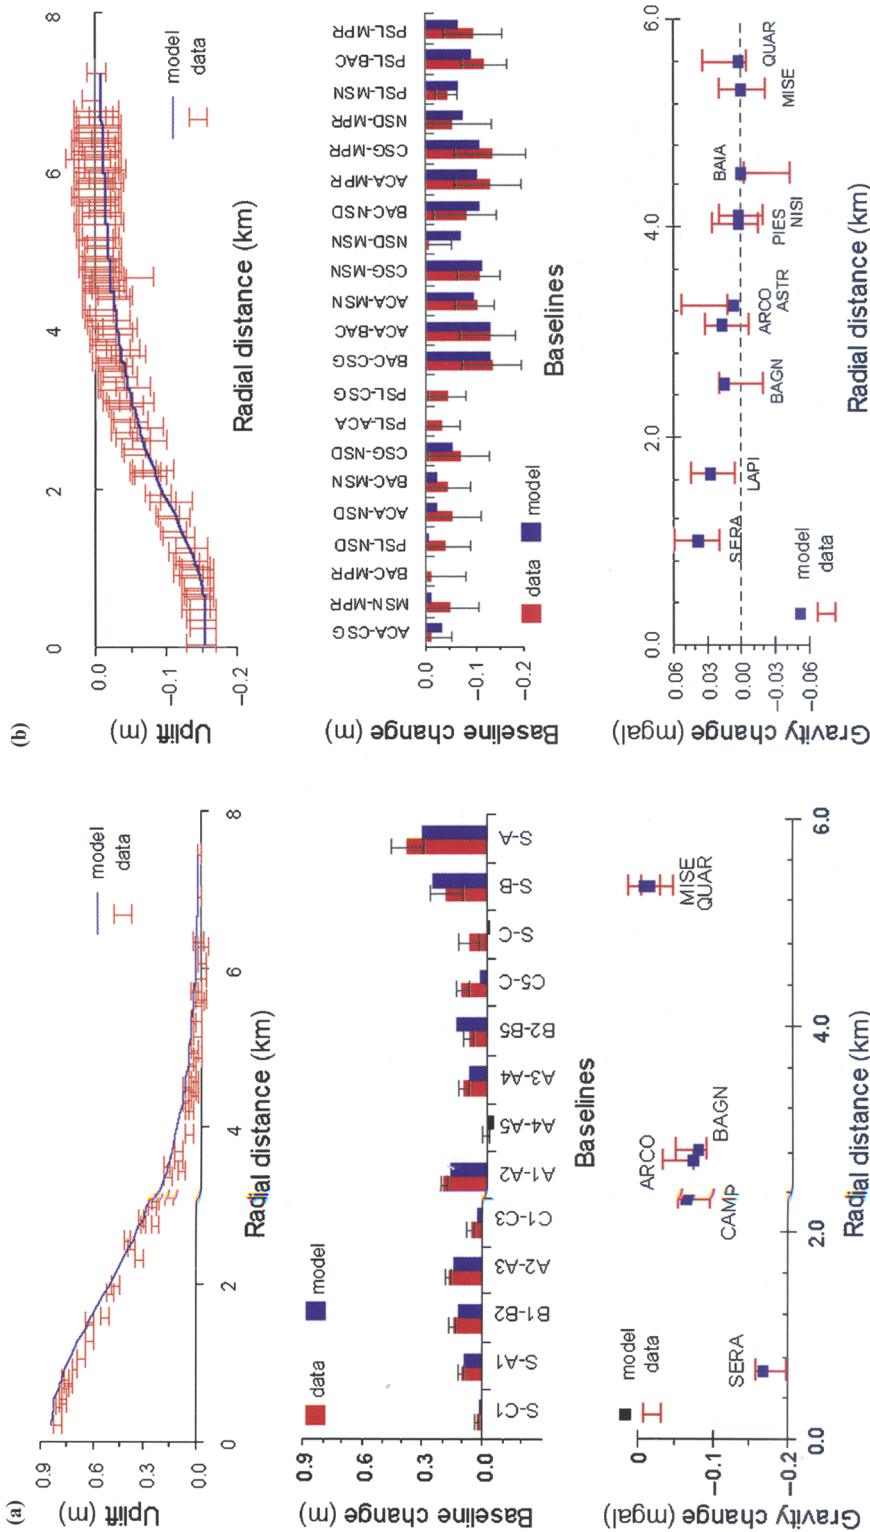 (a)
0.9
0.6
0.3
0.0
Uplift (m)
0
2
4
6
8
Radial distance (km)
model
data
0.9
0.8
0.6
0.4
0.2
0.0
Baseline change (m)
data
model
S-C1
S-A1
B1-B2
A2-A3
C1-C3
A1-A2
A4-A5
A3-A4
B2-B5
C5-C
S-C
S-B
S-A
Baselines
0
−0.1
−0.2
Gravity change (mgal)
model
data
SERA
CAMP
ARCO
BAGN
MISE
QUAR
0.0
2.0
4.0
6.0
Radial distance (km)
(b)
0.0
−0.1
−0.2
Uplift (m)
0
2
4
6
8
Radial distance (km)
model
data
0.0
−0.1
−0.2
Baseline change (m)
ACA-CSG
MSN-MPR
BAC-MPR
PSL-NSD
ACA-NSD
BAC-MSN
CSG-NSD
PSL-ACA
PSL-CSG
BAC-CSG
ACA-BAC
ACA-MSN
CSG-MSN
NSD-MSN
BAC-NSD
ACA-MPR
CSG-MPR
NSD-MPR
PSL-MSN
PSL-BAC
PSL-MPR
data
model
Baselines
0.06
0.03
0.00
−0.03
−0.06
Gravity change (mgal)
0.0
2.0
4.0
6.0
model
data
SERA
LAPI
BAGN
ARCO
ASTR
PIES
NISI
BAIA
MISE
QUAR
Radial distance (km)